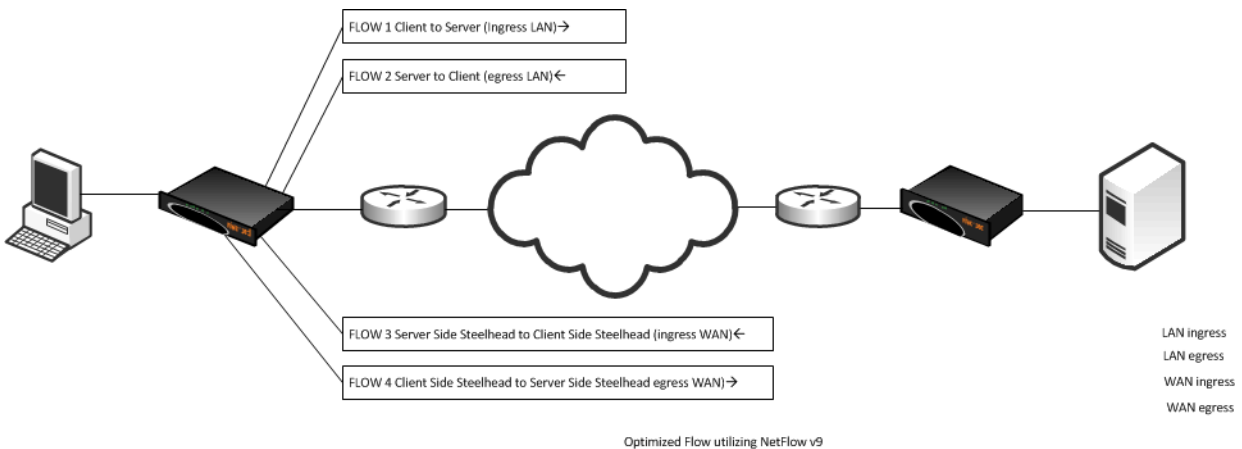 FLOW 1 Client to Server (Ingress LAN)→
FLOW 2 Server to Client (egress LAN)←
FLOW 3 Server Side Steelhead to Client Side Steelhead (ingress WAN)←
FLOW 4 Client Side Steelhead to Server Side Steelhead egress WAN)→
LAN ingress
LAN egress
WAN ingress
WAN egress
Optimized Flow utilizing NetFlow v9